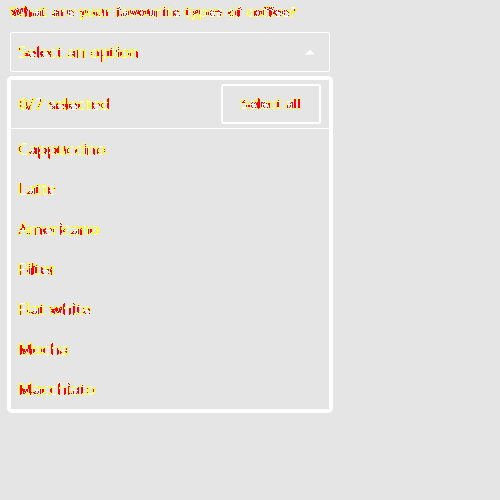 What are your favourite types of coffee?
Select an option
0/7 selected
Select all
Cappuccino
Latte
Americano
Filter
Flat white
Mocha
Macchiato